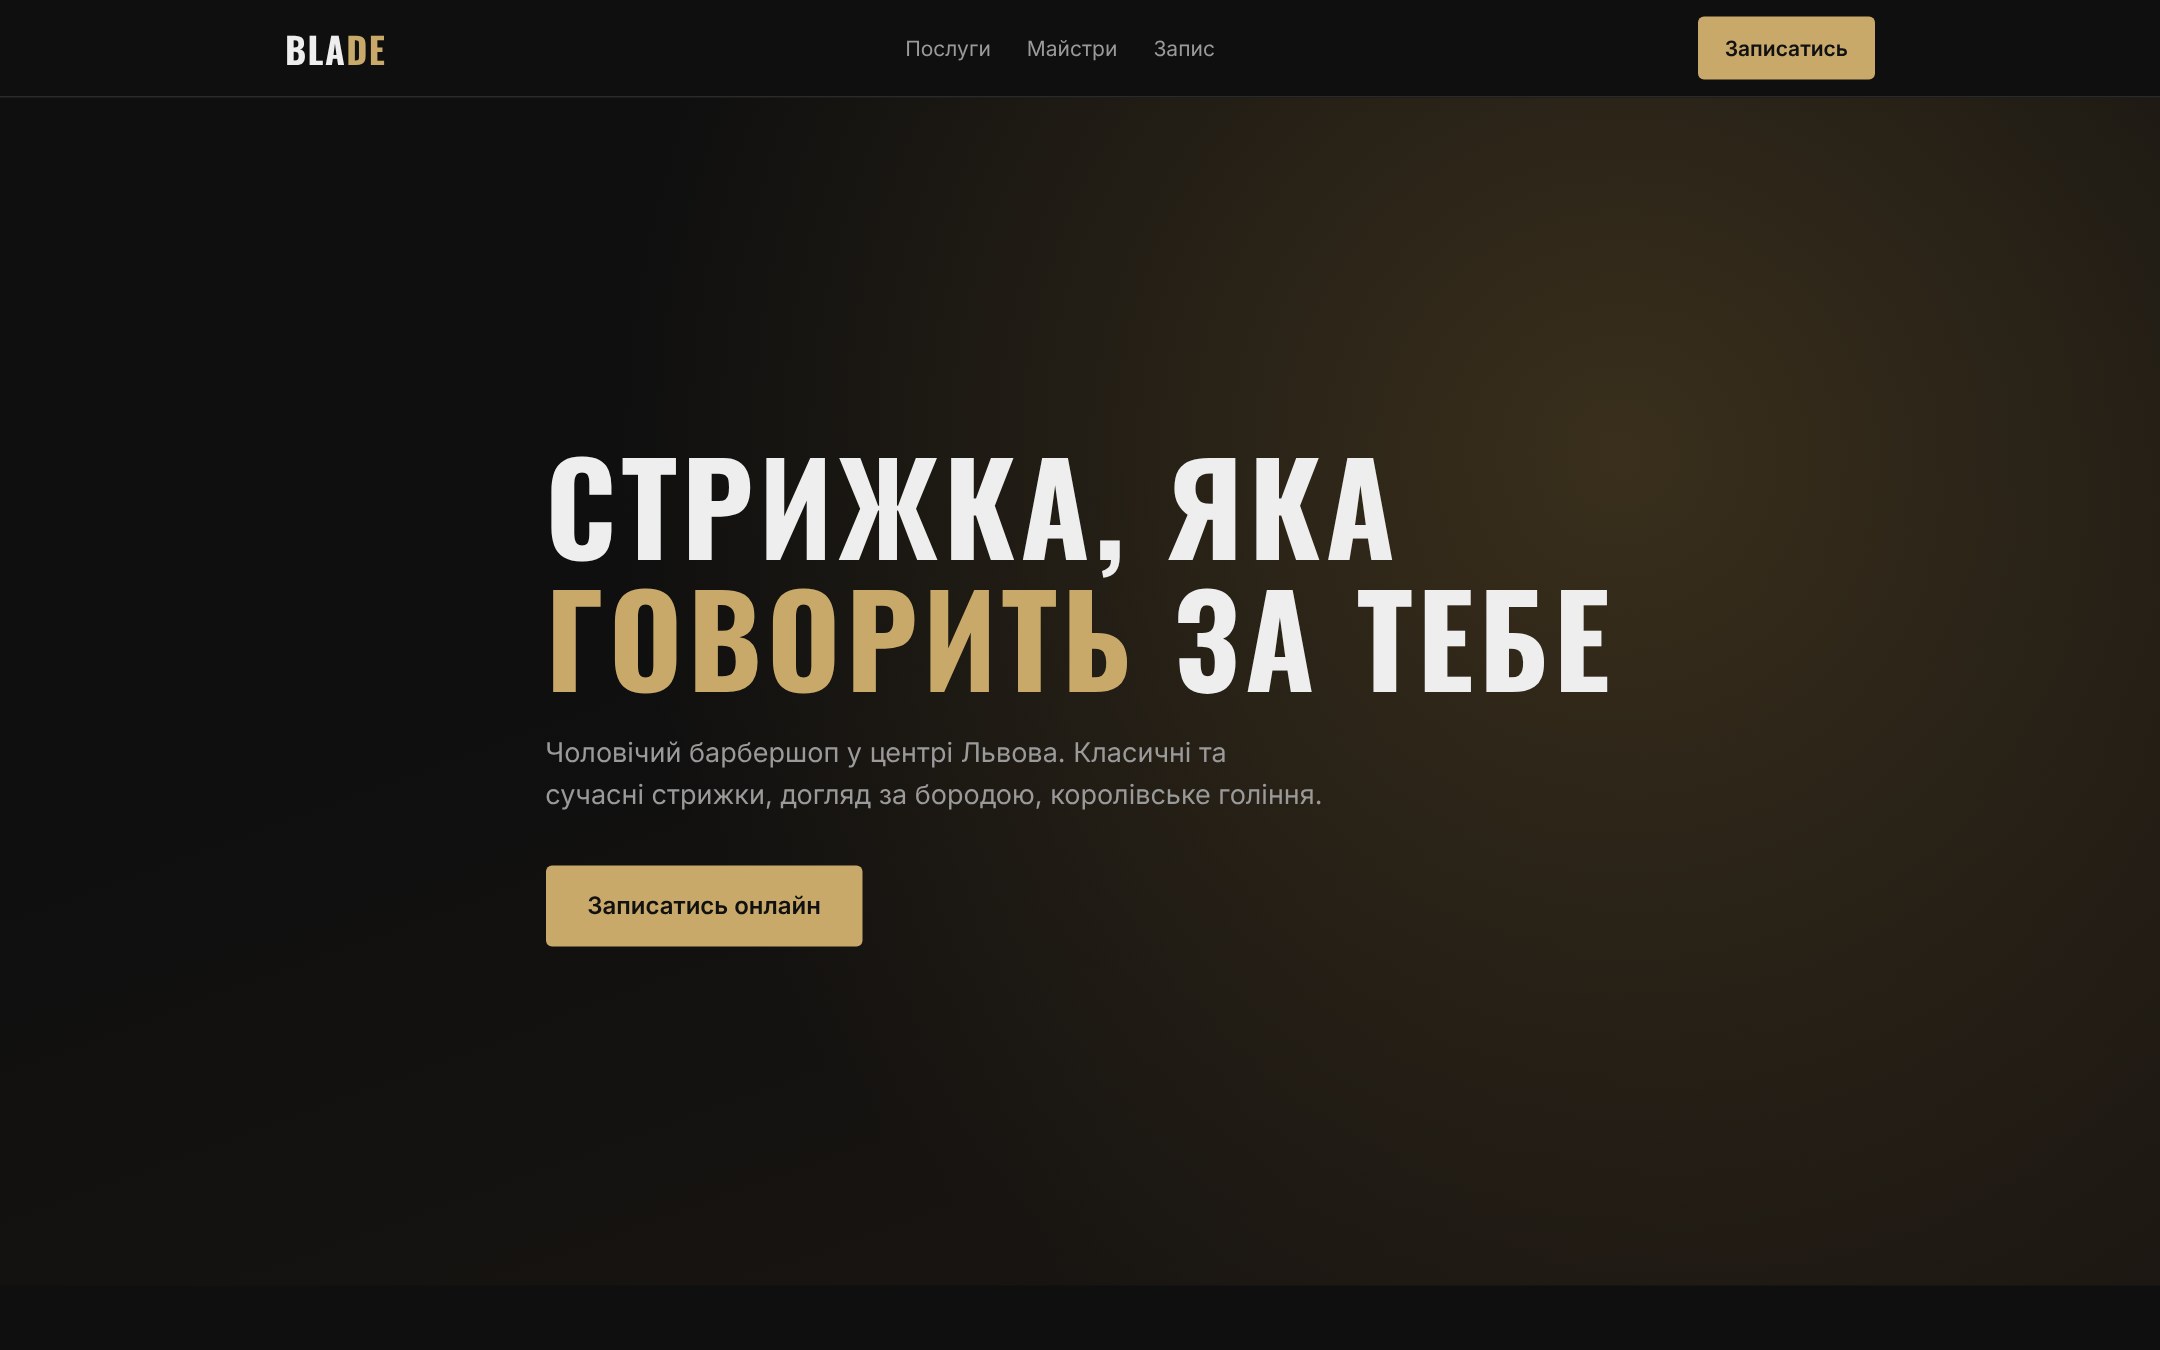 BLADE
Послуги Майстри Запис
Записатись
СТРИЖКА, ЯКА
ГОВОРИТЬ ЗА ТЕБЕ
Чоловічий барбершоп у центрі Львова. Класичні та
сучасні стрижки, догляд за бородою, королівське гоління.
Записатись онлайн